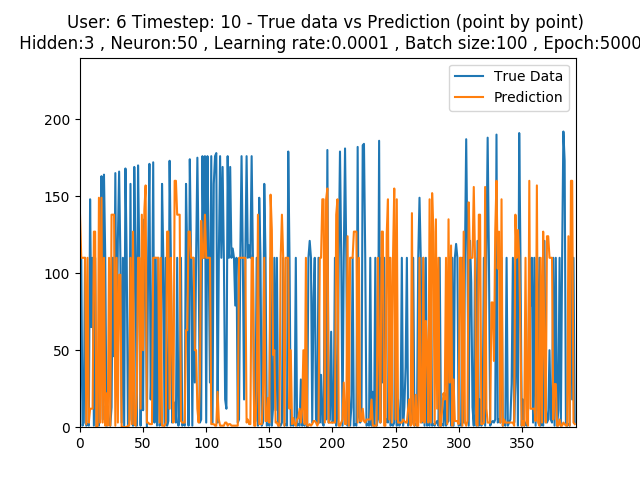 User: 6 Timestep: 10 - True data vs Prediction (point by point)
Hidden:3 , Neuron:50 , Learning rate:0.0001 , Batch size:100 , Epoch:5000
True Data
Prediction
200
150
100
50
0
0 50 100 150 200 250 300 350